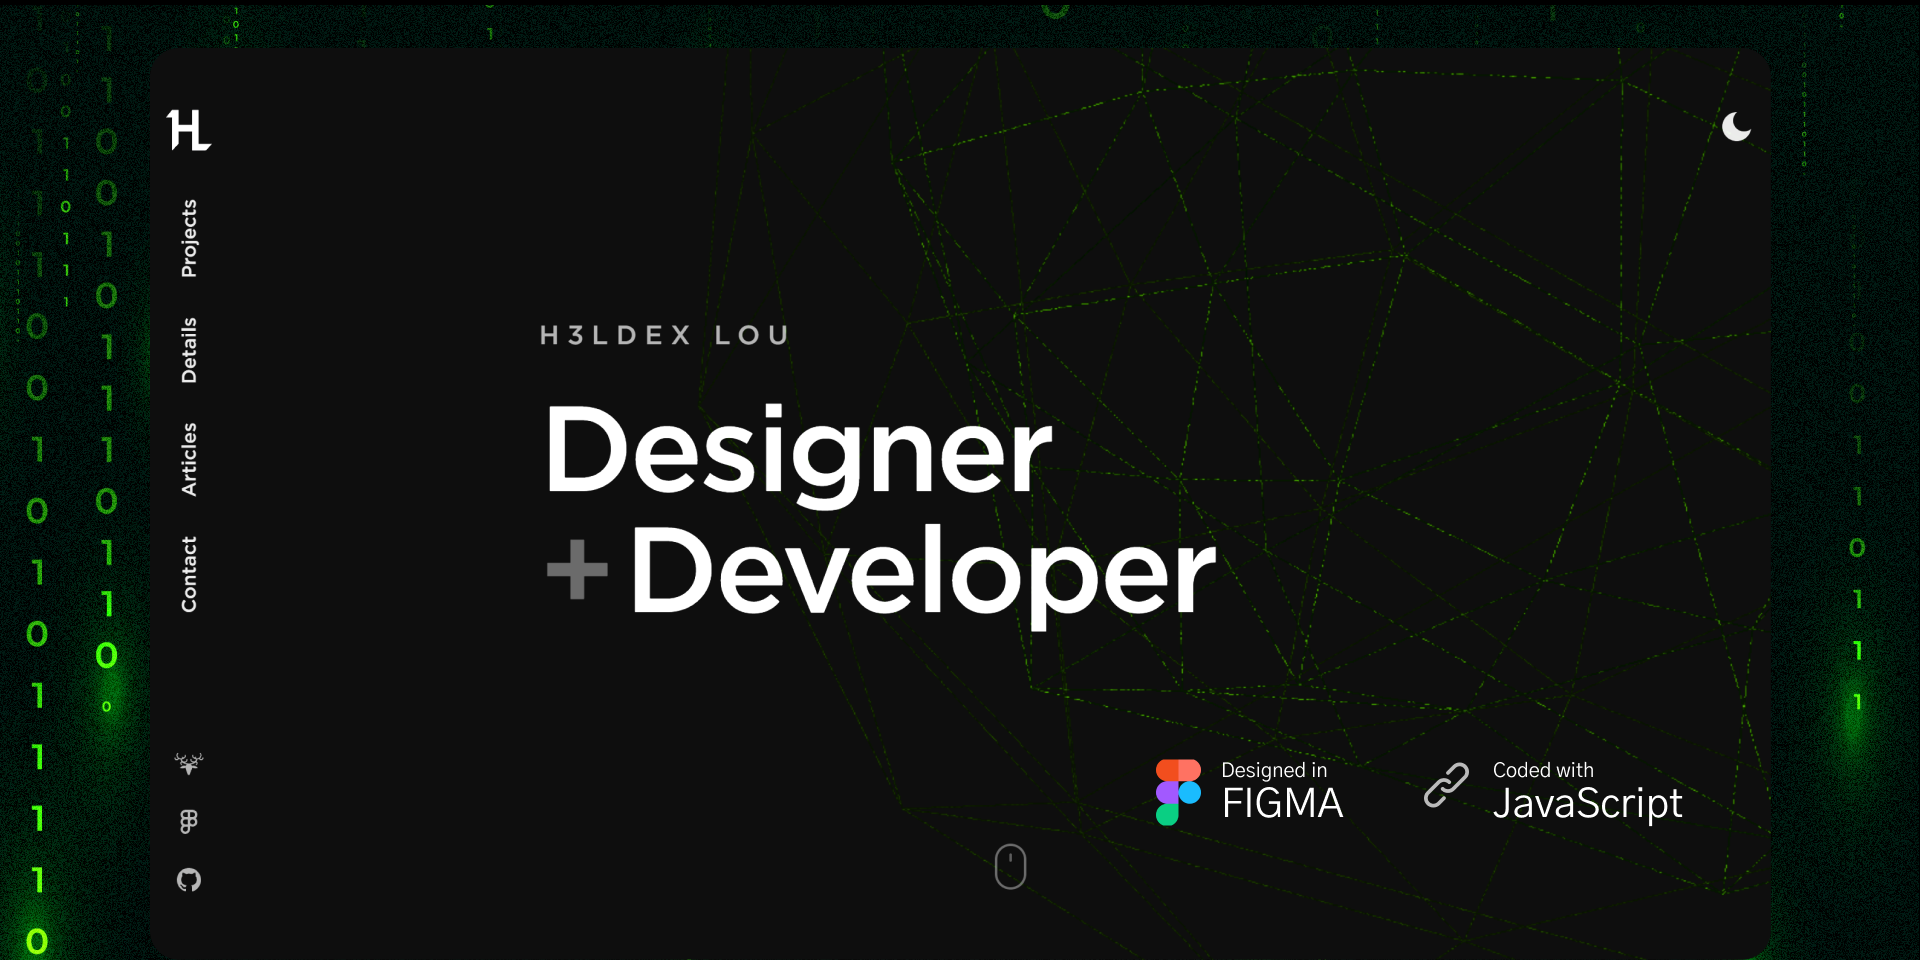 HL
Projects
Details
Articles
Contact
H3LDEX LOU
Designer
+ Developer
Designed in
FIGMA
Coded with
JavaScript